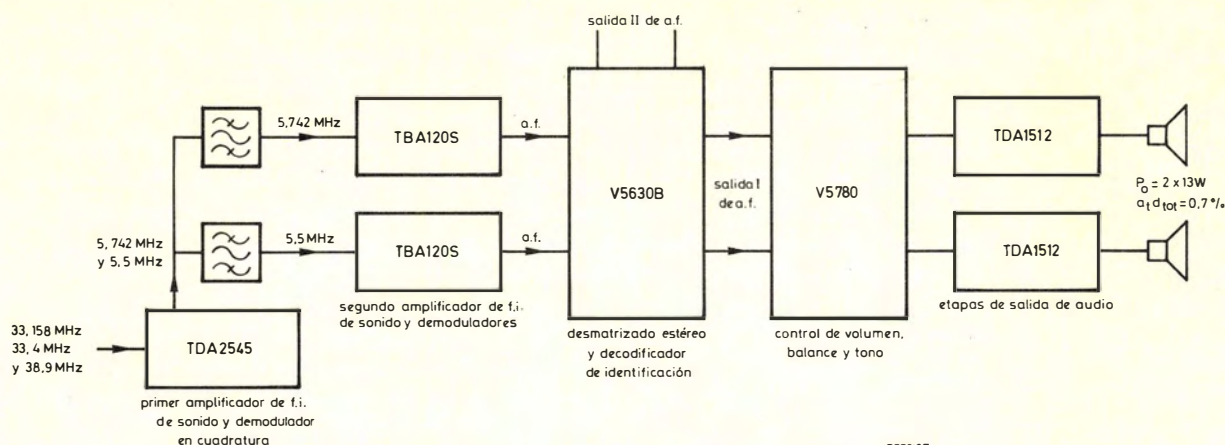 salida II de a.f.
5,742 MHz
TBA120S
a.f.
V5630B
salida I
de a.f.
V5780
TDA1512
P₀ = 2 x 13W
a t d tot = 0,7 %
5,742 MHz
y 5,5 MHz
5,5 MHz
TBA120S
a.f.
TDA1512
segundo amplificador de f.i.
de sonido y demoduladores
etapas de salida de audio
33,158 MHz
33,4 MHz
y 38,9 MHz
TDA2545
desmatrizado estéreo
y decodificador
de identificación
control de volumen,
balance y tono
primer amplificador de f.i.
de sonido y demodulador
en cuadratura